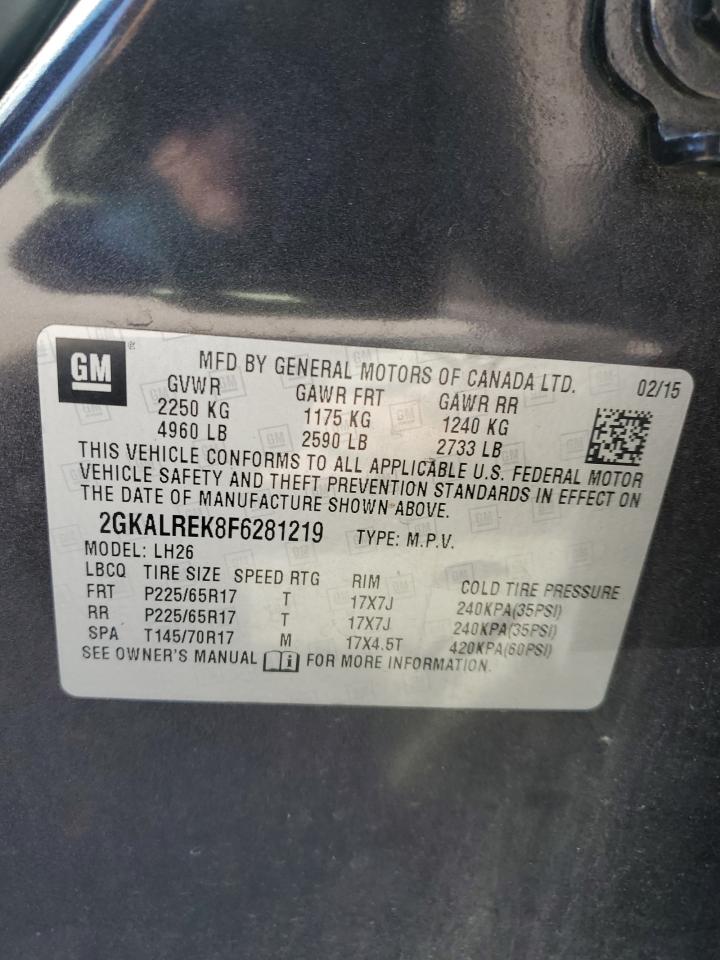 GM
MFD BY GENERAL MOTORS OF CANADA LTD. 02/15
GVWR GAWR FRT GAWR RR
2250 KG 1175 KG 1240 KG
4960 LB 2590 LB 2733 LB
THIS VEHICLE CONFORMS TO ALL APPLICABLE U.S. FEDERAL MOTOR
VEHICLE SAFETY AND THEFT PREVENTION STANDARDS IN EFFECT ON
THE DATE OF MANUFACTURE SHOWN ABOVE.
2GKALREK8F6281219 TYPE: M.P.V.
MODEL: LH26
LBCQ TIRE SIZE SPEED RTG RIM COLD TIRE PRESSURE
FRT P225/65R17 T 17X7J 240KPA(35PSI)
RR P225/65R17 T 17X7J 240KPA(35PSI)
SPA T145/70R17 M 17X4.5T 420KPA(60PSI)
SEE OWNER'S MANUAL FOR MORE INFORMATION.